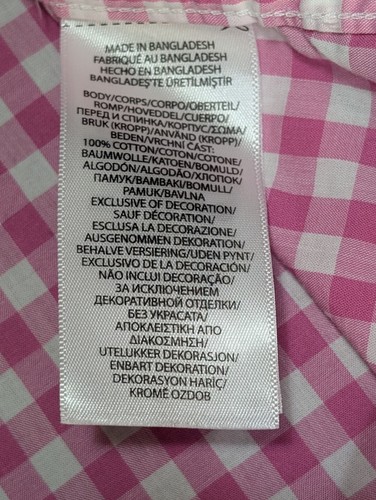 MADE IN BANGLADESH
FABRIQUÉ AU BANGLADESH
HECHO EN BANGLADESH
BANGLADEŞ'TE ÜRETİLMİŞTİR
BODY/CORPS/CORPO/OBERTEIL/
ROMP/HOVEDDEL/CUERPO/
ПЕРЕД И СПИНКА/КОРПУС/ΣΩΜΑ/
BRUK (KROPP)/ANVÄND (KROPP)/
BEDEN/VRCHNÍ ČÁST:
100% COTTON/COTON/COTONE/
BAUMWOLLE/KATOEN/BOMULD/
ALGODÓN/ALGODÃO/ХЛОПОК/
ПАМУК/BAMBAKI/BOMULL/
PAMUK/BAVLNA
EXCLUSIVE OF DECORATION/
SAUF DÉCORATION/
ESCLUSA LA DECORAZIONE/
AUSGENOMMEN DEKORATION/
BEHALVE VERSIERING/UDEN PYNT/
EXCLUSIVO DE LA DECORACIÓN/
NÃO INCLUI DECORAÇÃO/
ЗА ИСКЛЮЧЕНИЕМ
ДЕКОРАТИВНОЙ ОТДЕЛКИ/
БЕЗ УКРАСАТА/
ΑΠΟΚΛΕΙΣΤΙΚΗ ΑΠΟ
ΔΙΑΚΟΣΜΗΣΗ/
UTELUKKER DEKORASJON/
ENBART DEKORATION/
DEKORASYON HARİÇ/
KROMĚ OZDOB